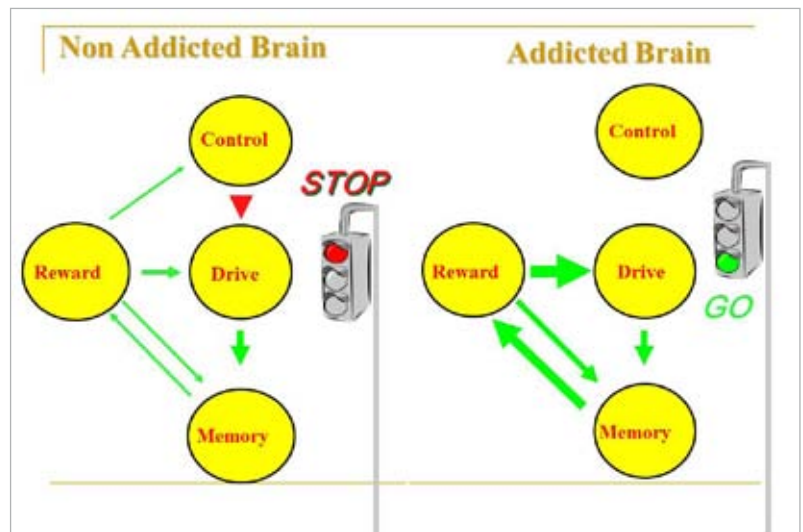 Non Addicted Brain
Control
STOP
Reward
Drive
Memory
Addicted Brain
Control
Reward
Drive
GO
Memory